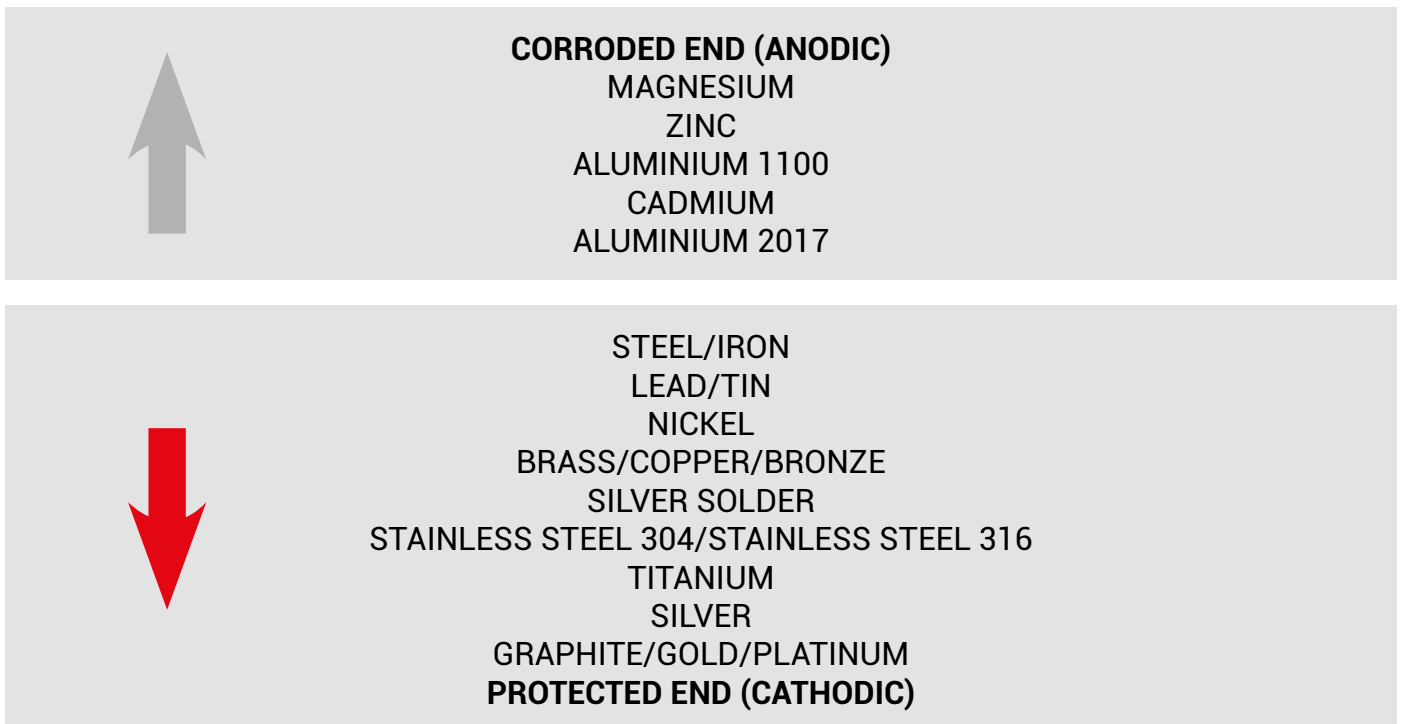 CORRODED END (ANODIC)
MAGNESIUM
ZINC
ALUMINIUM 1100
CADMIUM
ALUMINIUM 2017
STEEL/IRON
LEAD/TIN
NICKEL
BRASS/COPPER/BRONZE
SILVER SOLDER
STAINLESS STEEL 304/STAINLESS STEEL 316
TITANIUM
SILVER
GRAPHITE/GOLD/PLATINUM
PROTECTED END (CATHODIC)